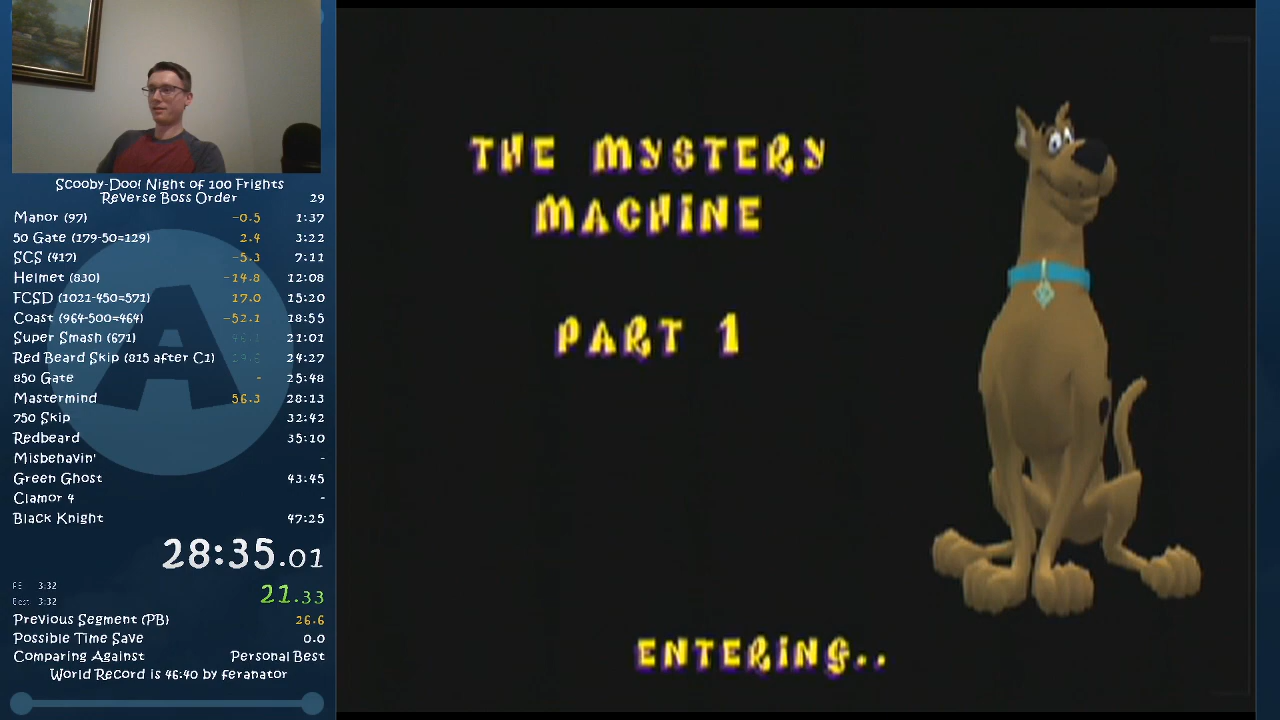 Scooby-Doo! Night of 100 Frights
Reverse Boss Order 29
Manor (97) -0.5 1:37
50 Gate (179-50=129) 2.4 3:22
SCS (417) -5.3 7:11
Helmet (830) -14.8 12:08
FCSD (1021-450=571) 17.0 15:20
Coast (964-500=464) -52.1 18:55
Super Smash (671) 21:01
Red Beard Skip (815 after C1) 24:27
850 Gate - 25:48
Mastermind 56.3 28:13
750 Skip 32:42
Redbeard 35:10
Misbehavin' -
Green Ghost 43:45
Clamor 4 -
Black Knight 47:25
28:35.01
PB 3:32
Best 3:32
21.33
Previous Segment (PB) 26.6
Possible Time Save 0.0
Comparing Against Personal Best
World Record is 46:40 by feranator
THE MYSTERY
MACHINE
PART 1
ENTERING..